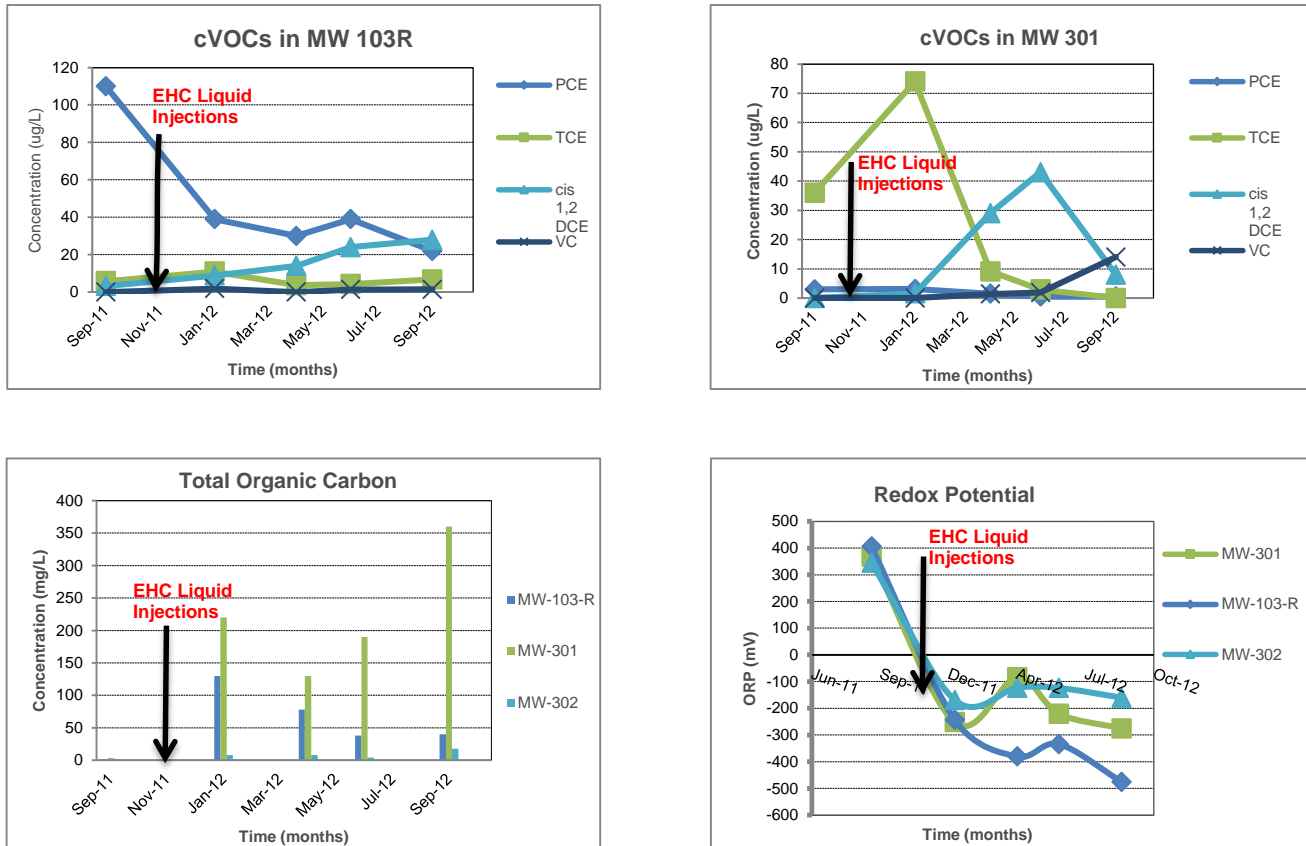 cVOCs in MW 103R
120
100
80
60
40
20
0
Concentration (ug/L)
EHC Liquid
Injections
Sep-11
Nov-11
Jan-12
Mar-12
May-12
Jul-12
Sep-12
Time (months)
PCE
TCE
cis
1,2
DCE
VC
cVOCs in MW 301
80
70
60
50
40
30
20
10
0
Concentration (ug/L)
EHC Liquid
Injections
Sep-11
Nov-11
Jan-12
Mar-12
May-12
Jul-12
Sep-12
Time (months)
PCE
TCE
cis
1,2
DCE
VC
Total Organic Carbon
400
350
300
250
200
150
100
50
0
Concentration (mg/L)
EHC Liquid
Injections
Sep-11
Nov-11
Jan-12
Mar-12
May-12
Jul-12
Sep-12
Time (months)
MW-103-R
MW-301
MW-302
Redox Potential
500
400
300
200
100
0
-100
-200
-300
-400
-500
-600
ORP (mV)
EHC Liquid
Injections
Jun-11
Dec-11
Apr-12
Jul-12
Oct-12
Time (months)
MW-301
MW-103-R
MW-302